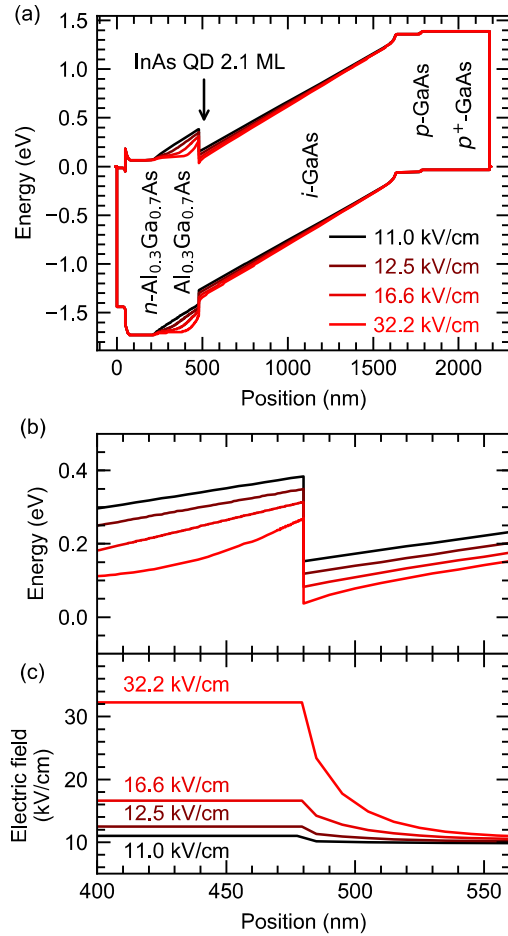 (a)
1.5
1.0
0.5
0.0
−0.5
−1.0
−1.5
Energy (eV)
InAs QD 2.1 ML
n-Al0.3Ga0.7As
Al0.3Ga0.7As
i-GaAs
p-GaAs
p+-GaAs
11.0 kV/cm
12.5 kV/cm
16.6 kV/cm
32.2 kV/cm
0 500 1000 1500 2000
Position (nm)
(b)
0.4
0.2
0.0
Energy (eV)
(c)
32.2 kV/cm
16.6 kV/cm
12.5 kV/cm
11.0 kV/cm
30
20
10
Electric field
(kV/cm)
400 450 500 550
Position (nm)